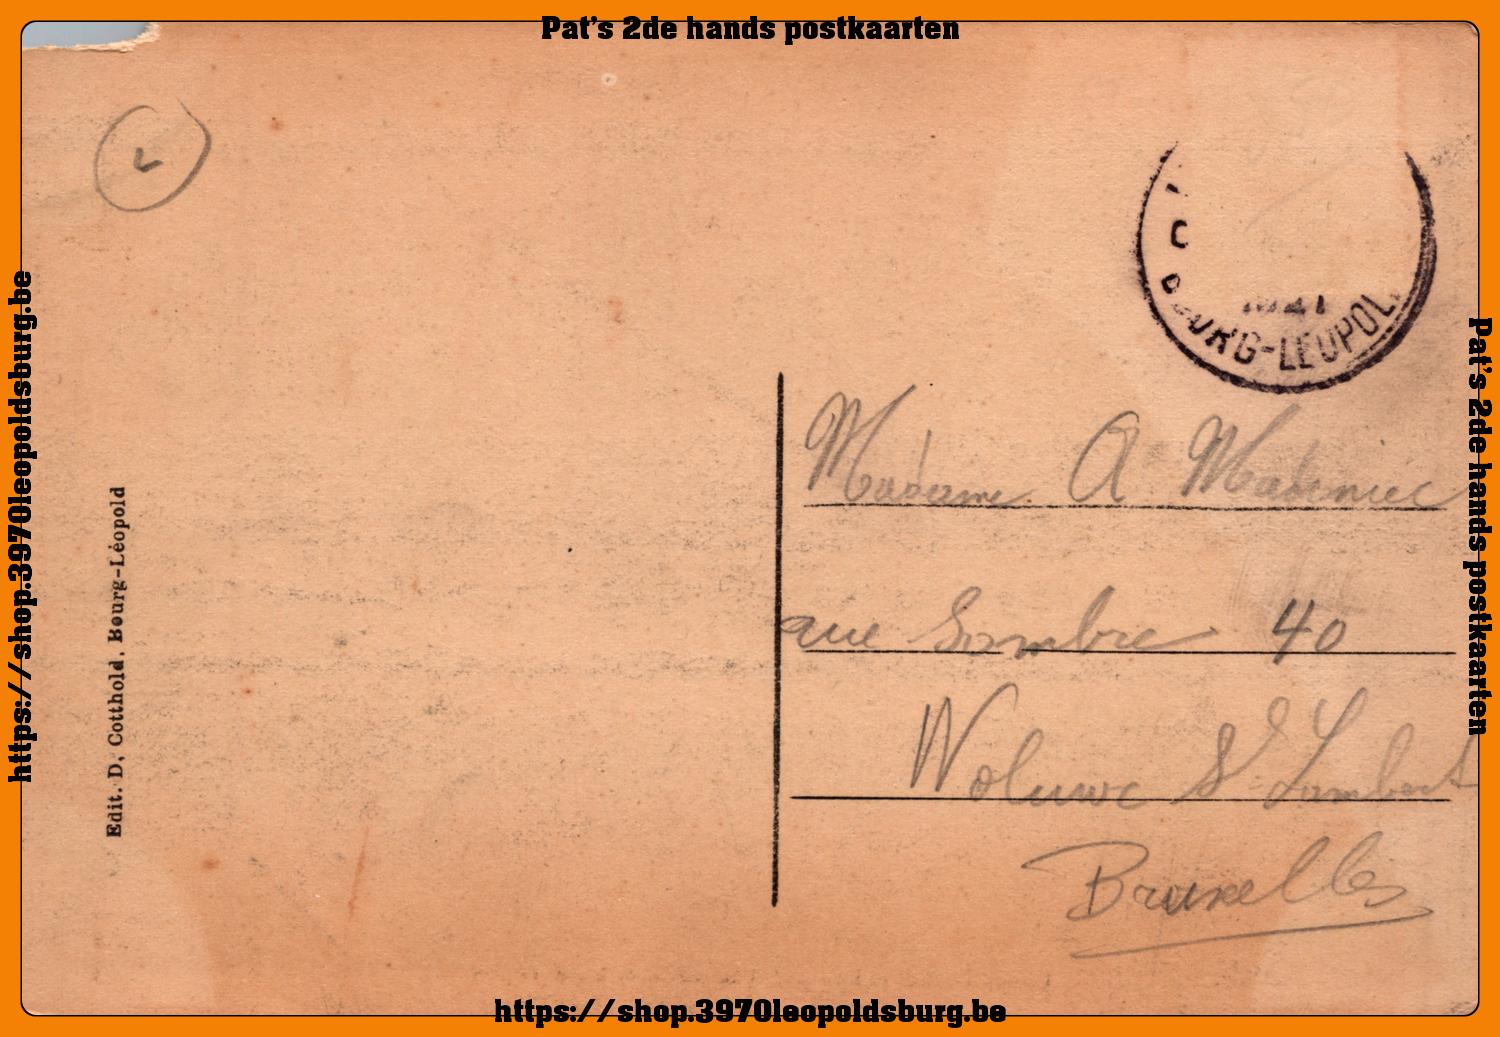 Pat's 2de hands postkaarten
BOURG-LEOPOL
Madame A
rue Sombre 40
Woluwe St Lambert
Bruxelles
Edit. D. Cotthold. Bourg-Léopold
https://shop.3970leopoldsburg.be
Pat's 2de hands postkaarten
https://shop.3970leopoldsburg.be